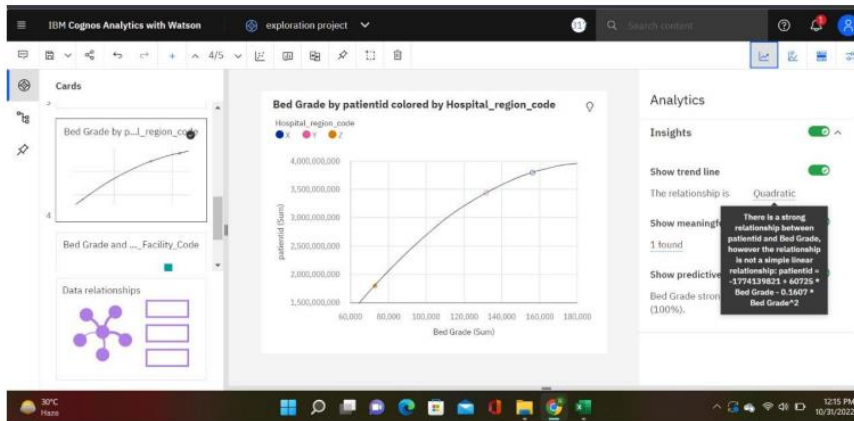 IBM Cognos Analytics with Watson
exploration project
Search content
4/5
Cards
Bed Grade by p...l_region_code
4
Bed Grade and ..._Facility_Code
Data relationships
Bed Grade by patientid colored by Hospital_region_code
Hospital_region_code
X Y Z
patientid (Sum)
4,000,000,000
3,500,000,000
3,000,000,000
2,500,000,000
2,000,000,000
1,500,000,000
60,000 80,000 100,000 120,000 140,000 160,000 180,000
Bed Grade (Sum)
Analytics
Insights
Show trend line
The relationship is Quadratic
Show meaningf
1 found
Show predictive
Bed Grade stron
(100%).
There is a strong
relationship between
patientid and Bed Grade,
however the relationship
is not a simple linear
relationship: patientid =
-1774139821 + 60725 *
Bed Grade - 0.1607 *
Bed Grade^2
30°C
Haze
12:15 PM
10/31/2022